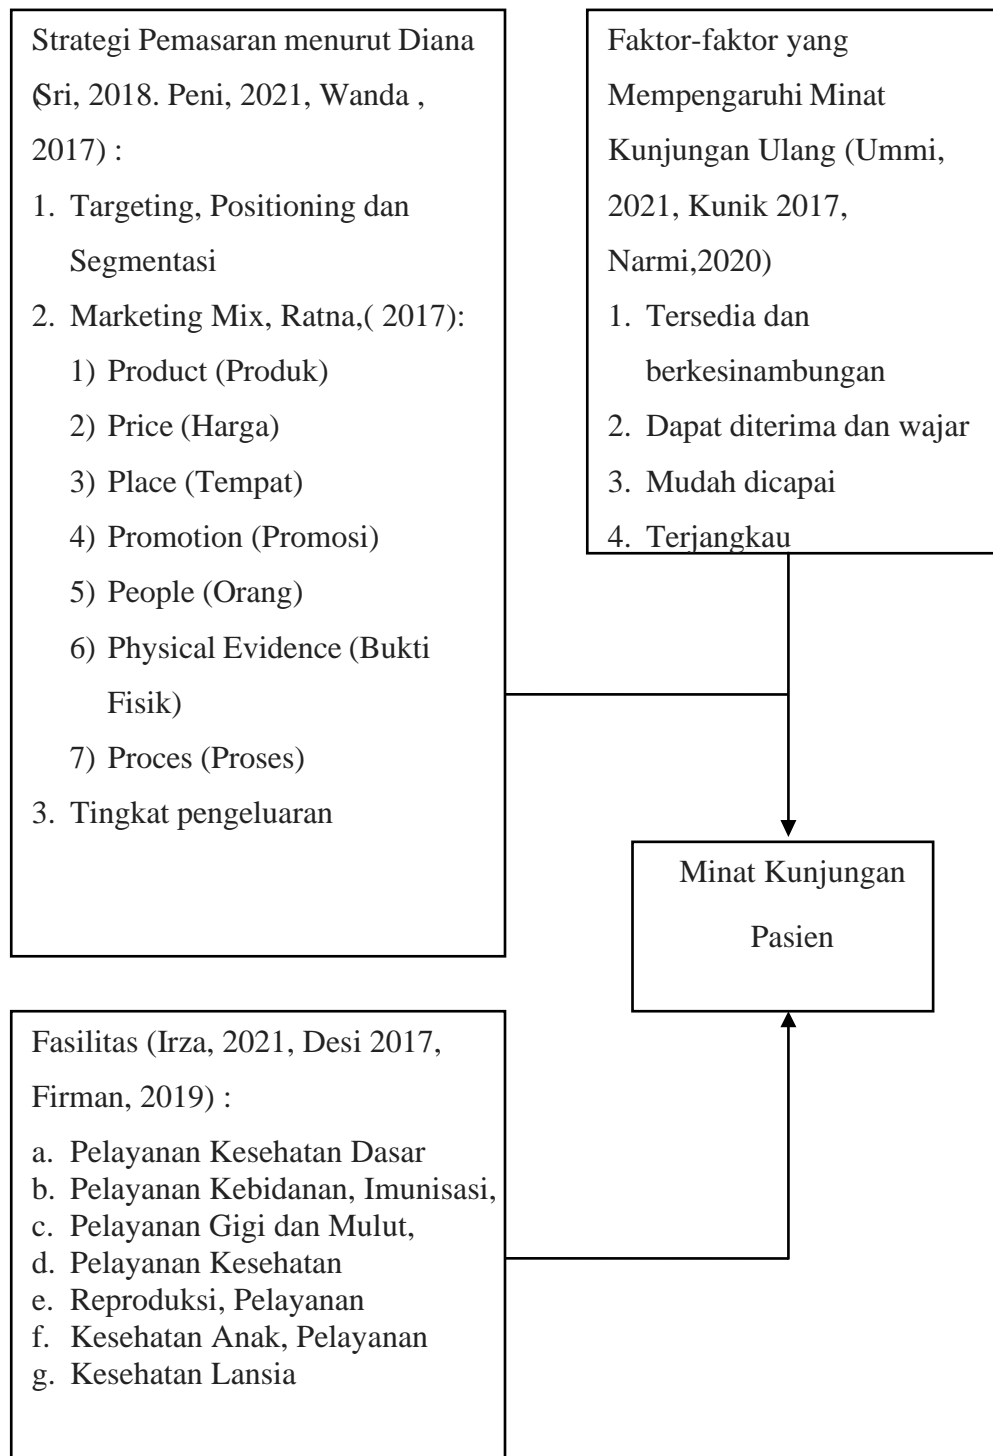 Strategi Pemasaran menurut Diana
(Sri, 2018. Peni, 2021, Wanda ,
2017) :
1. Targeting, Positioning dan
Segmentasi
2. Marketing Mix, Ratna,( 2017):
1) Product (Produk)
2) Price (Harga)
3) Place (Tempat)
4) Promotion (Promosi)
5) People (Orang)
6) Physical Evidence (Bukti
Fisik)
7) Proces (Proses)
3. Tingkat pengeluaran
Faktor-faktor yang
Mempengaruhi Minat
Kunjungan Ulang (Ummi,
2021, Kunik 2017,
Narmi,2020)
1. Tersedia dan
berkesinambungan
2. Dapat diterima dan wajar
3. Mudah dicapai
4. Terjangkau
Minat Kunjungan
Pasien
Fasilitas (Irza, 2021, Desi 2017,
Firman, 2019) :
a. Pelayanan Kesehatan Dasar
b. Pelayanan Kebidanan, Imunisasi,
c. Pelayanan Gigi dan Mulut,
d. Pelayanan Kesehatan
e. Reproduksi, Pelayanan
f. Kesehatan Anak, Pelayanan
g. Kesehatan Lansia